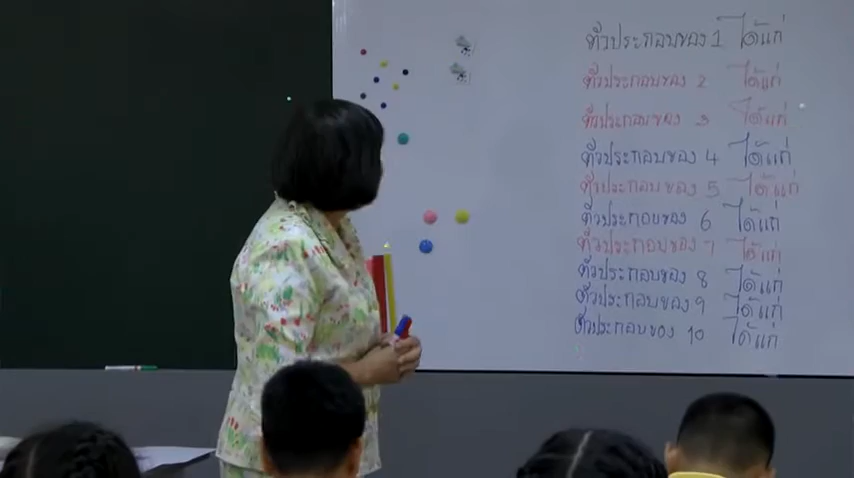 ตัวประกอบของ 1 ได้แก่
ตัวประกอบของ 2 ได้แก่
ตัวประกอบของ 3 ได้แก่
ตัวประกอบของ 4 ได้แก่
ตัวประกอบของ 5 ได้แก่
ตัวประกอบของ 6 ได้แก่
ตัวประกอบของ 7 ได้แก่
ตัวประกอบของ 8 ได้แก่
ตัวประกอบของ 9 ได้แก่
ตัวประกอบของ 10 ได้แก่